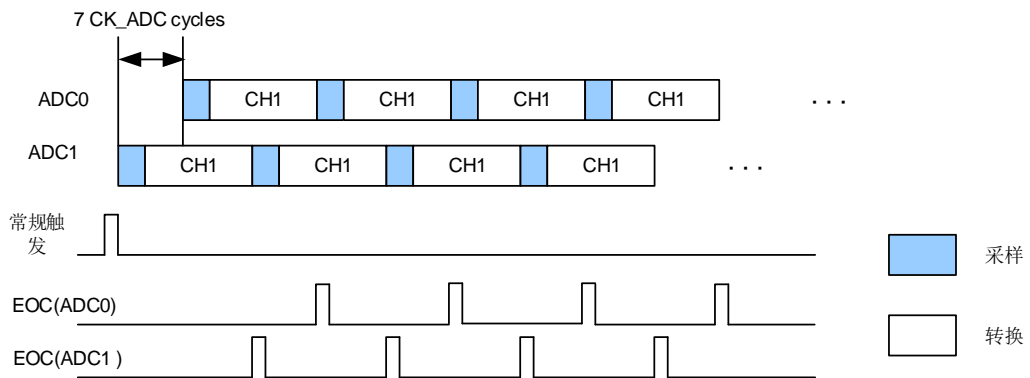 7 CK_ADC cycles
ADC0
CH1
CH1
CH1
CH1
. . .
ADC1
CH1
CH1
CH1
CH1
. . .
常规触
发
采样
EOC(ADC0)
转换
EOC(ADC1 )